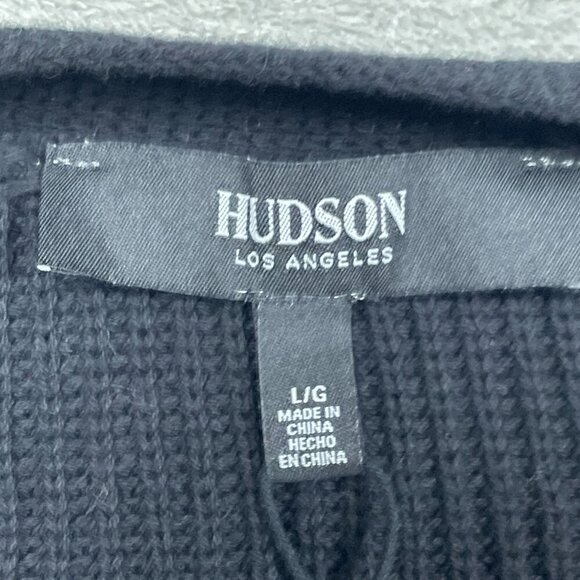 HUDSON
LOS ANGELES
L/G
MADE IN
CHINA
HECHO
EN CHINA